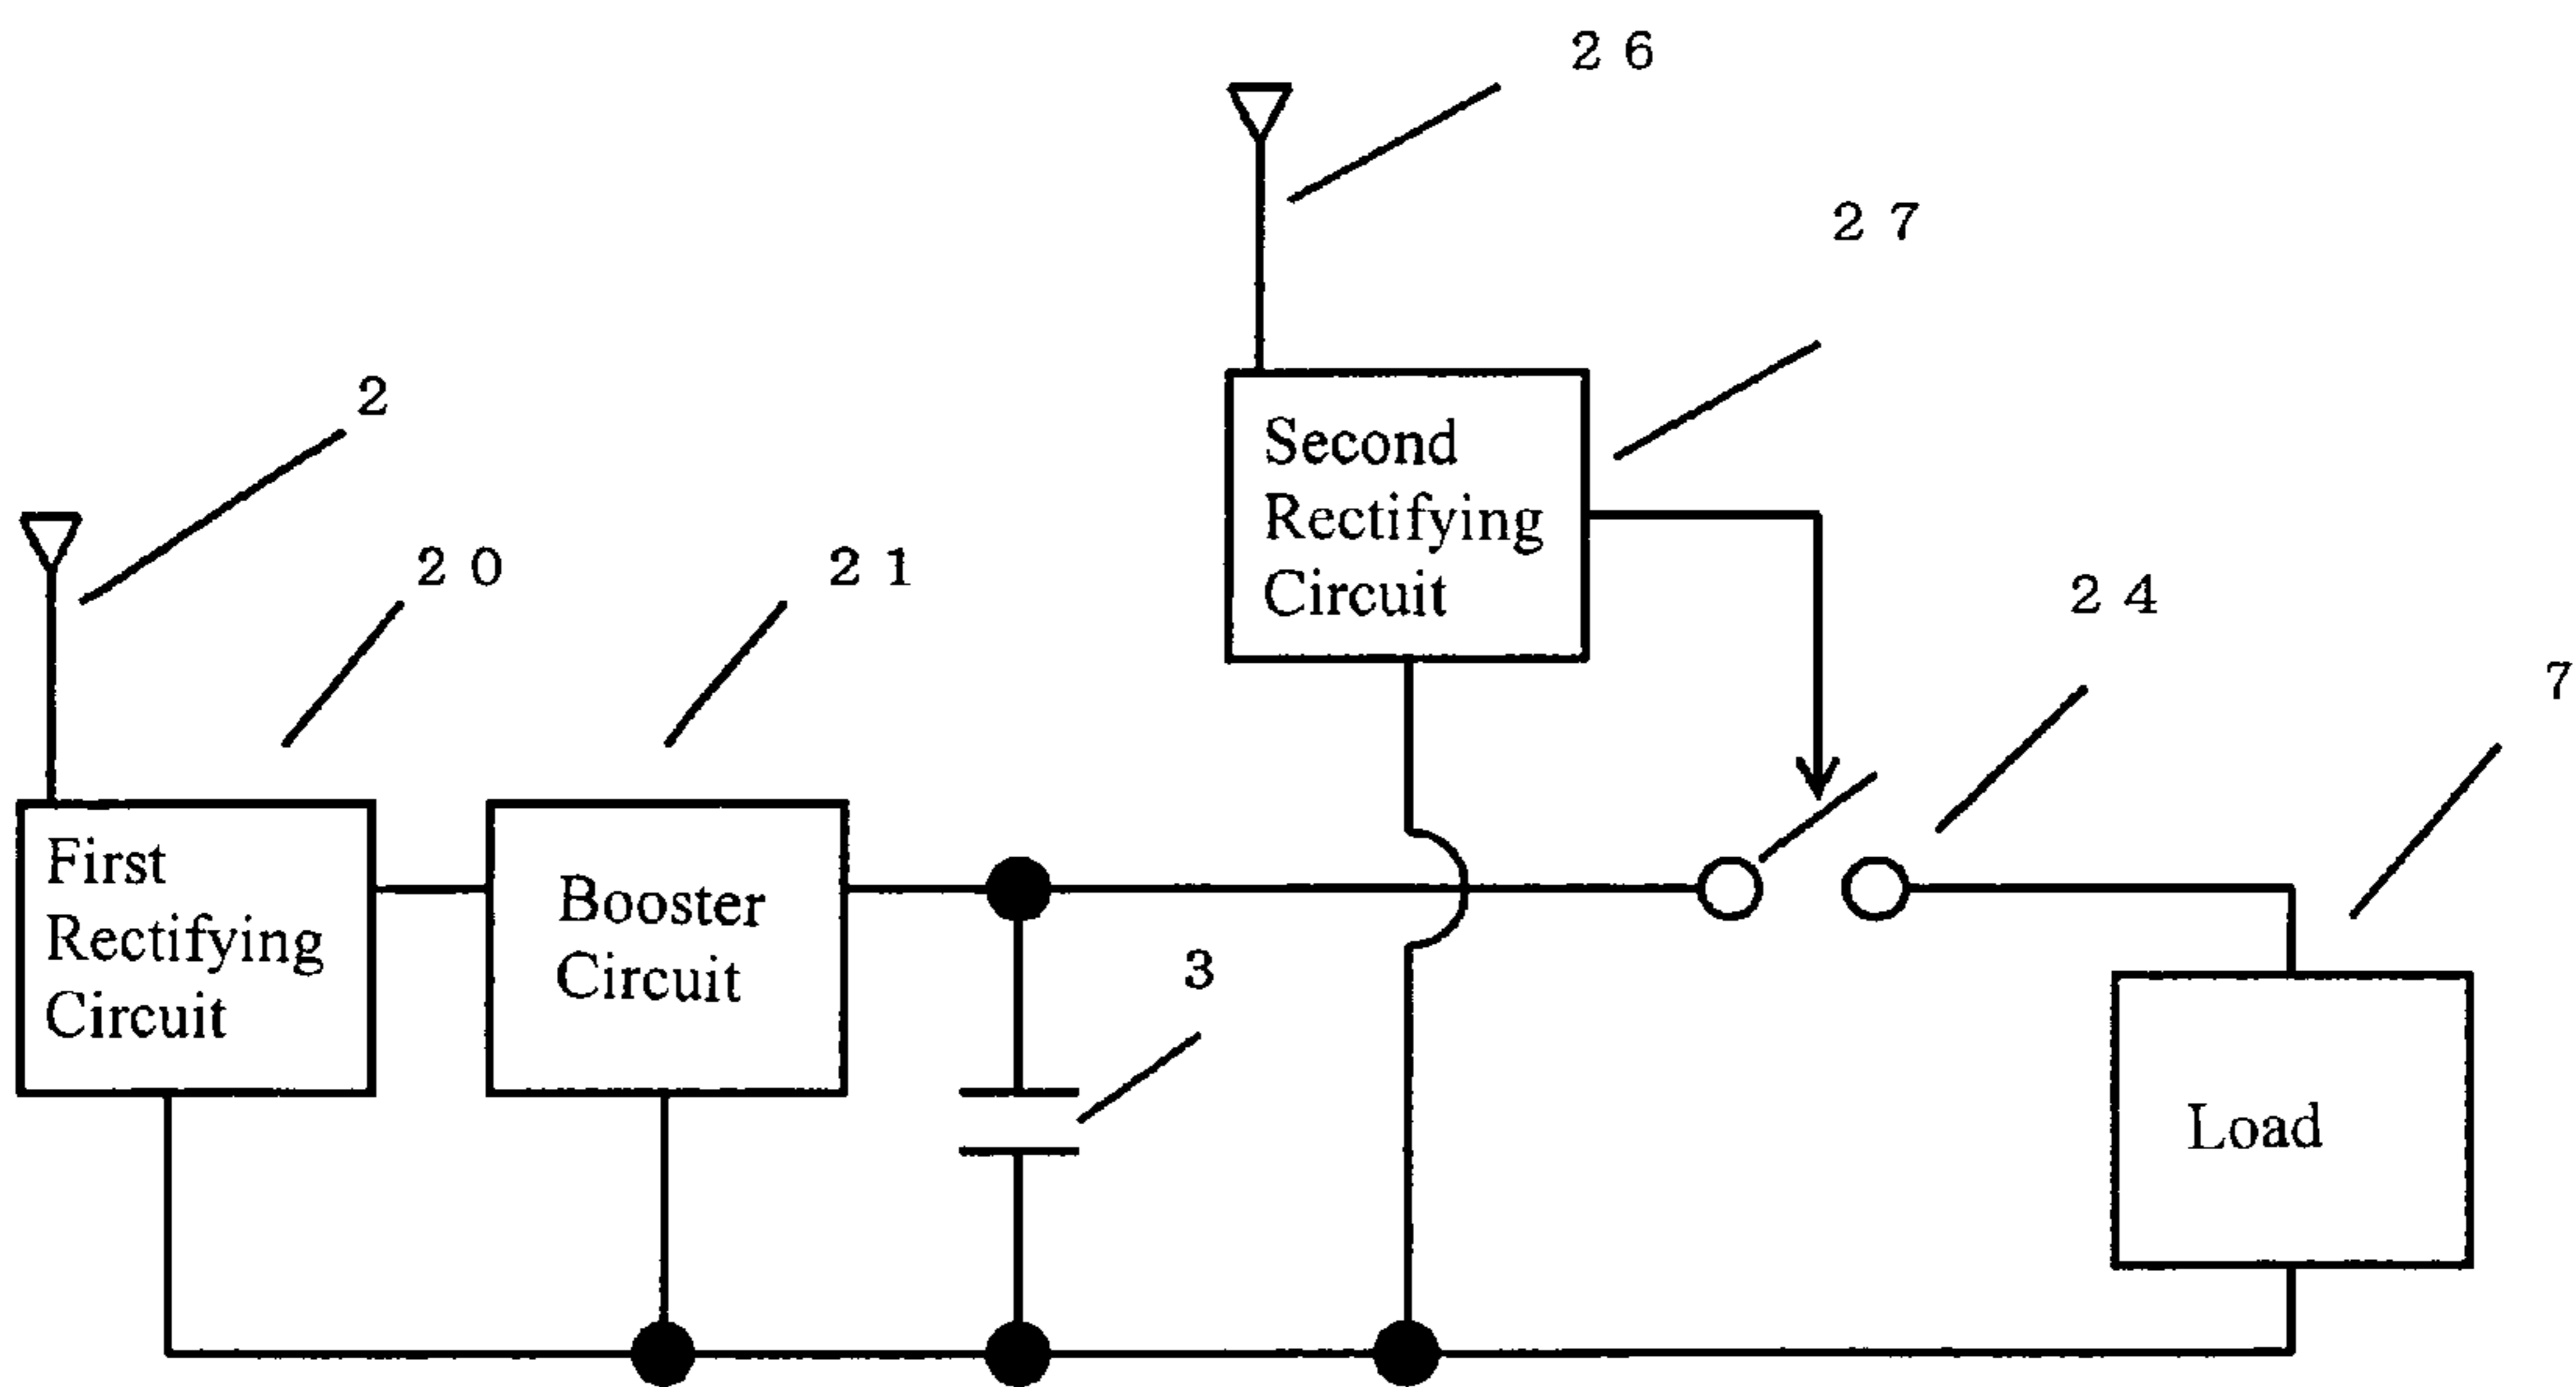 2 6
2 7
Second
Rectifying
Circuit
2
2 0
2 1
2 4
7
First
Rectifying
Circuit
Booster
Circuit
3
Load